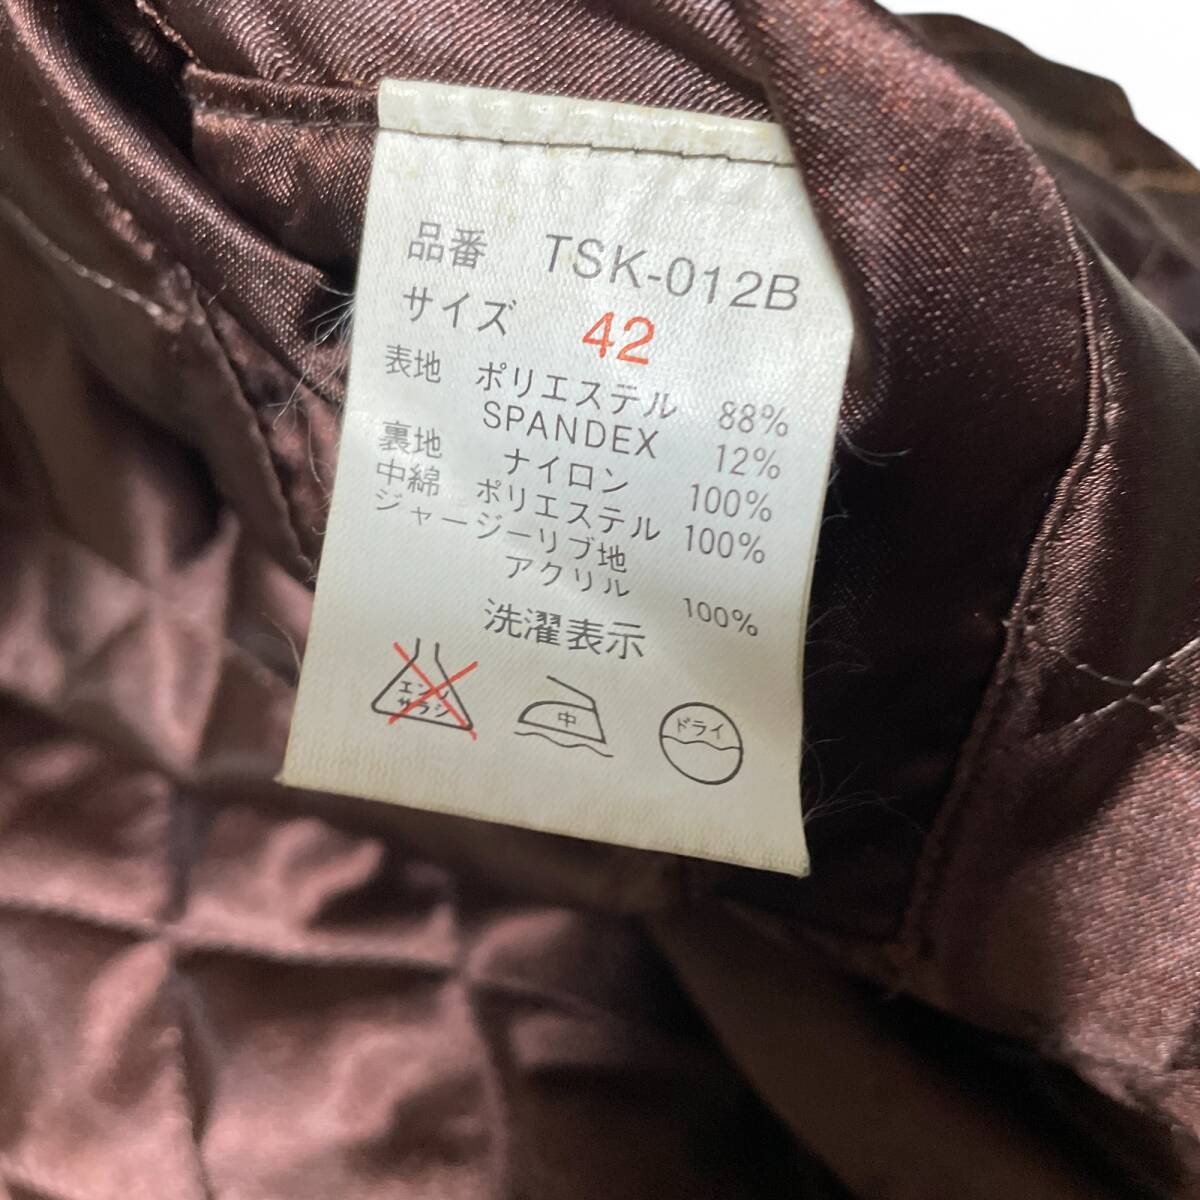 品番 TSK-012B
サイズ 42
表地 ポリエステル 88%
SPANDEX 12%
裏地 ナイロン 100%
中綿 ポリエステル 100%
ジャージーリブ地
アクリル 100%
洗濯表示
エンソ
サラシ
中
ドライ